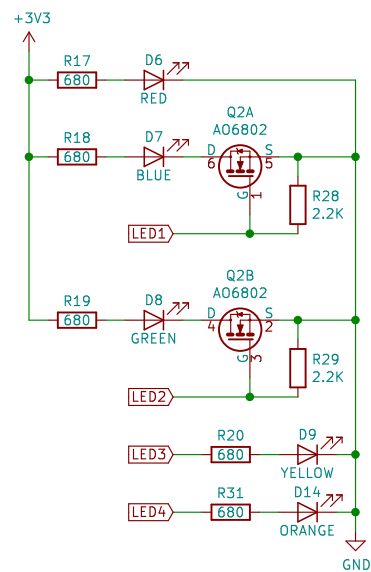 +3V3
R17
680
D6
RED
R18
680
D7
BLUE
Q2A
AO6802
D
6
S
5
G
1
R28
2.2K
LED1
R19
680
D8
GREEN
Q2B
AO6802
D
4
S
2
G
3
R29
2.2K
LED2
LED3
R20
680
D9
YELLOW
LED4
R31
680
D14
ORANGE
GND